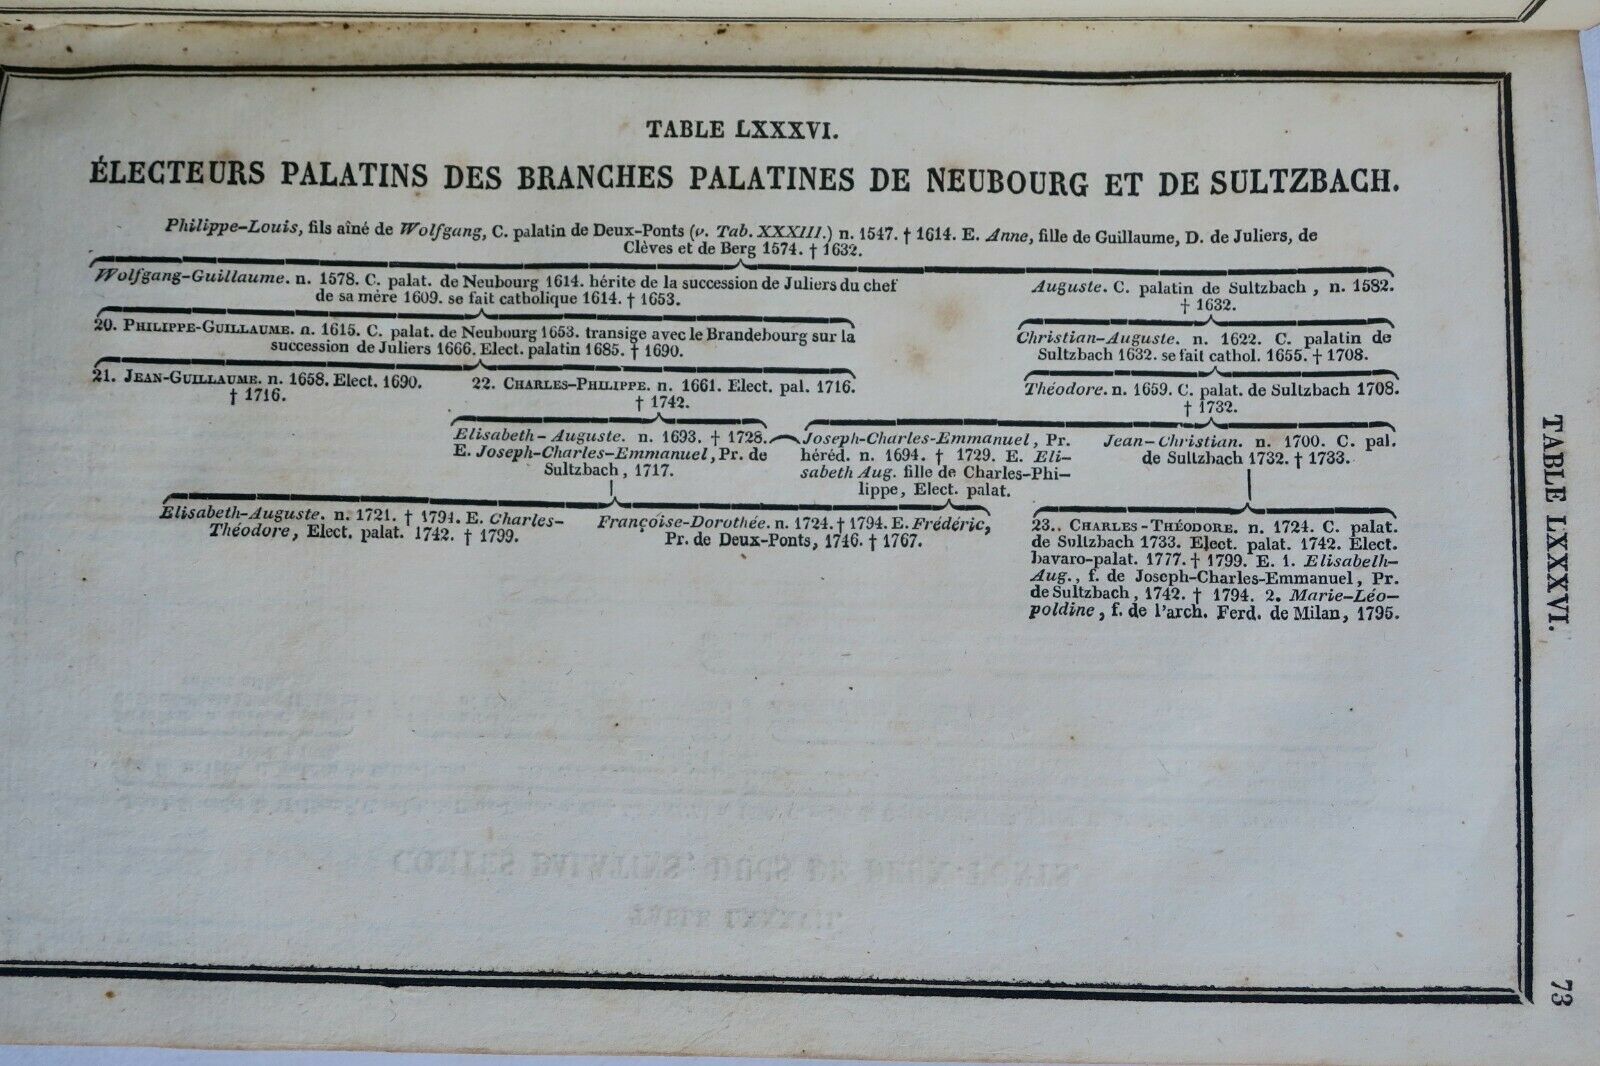 TABLE LXXXVI.
ÉLECTEURS PALATINS DES BRANCHES PALATINES DE NEUBOURG ET DE SULTZBACH.
Philippe-Louis, fils aîné de Wolfgang, C. palatin de Deux-Ponts (v. Tab. XXXIII.) n. 1547. † 1614. E. Anne, fille de Guillaume, D. de Juliers, de
Clèves et de Berg 1574. † 1632.
Wolfgang-Guillaume. n. 1578. C. palat. de Neubourg 1614. hérite de la succession de Juliers du chef
de sa mère 1609. se fait catholique 1614. † 1653.
Auguste. C. palatin de Sultzbach, n. 1582.
† 1632.
20. PHILIPPE-GUILLAUME. n. 1615. C. palat. de Neubourg 1653. transige avec le Brandebourg sur la
succession de Juliers 1666. Elect. palatin 1685. † 1690.
Christian-Auguste. n. 1622. C. palatin de
Sultzbach 1632. se fait cathol. 1655. † 1708.
21. JEAN-GUILLAUME. n. 1658. Elect. 1690.
† 1716.
22. CHARLES-PHILIPPE. n. 1661. Elect. pal. 1716.
† 1742.
Théodore. n. 1659. C. palat. de Sultzbach 1708.
† 1732.
Elisabeth-Auguste. n. 1693. † 1728.
E. Joseph-Charles-Emmanuel, Pr. de
Sultzbach, 1717.
Joseph-Charles-Emmanuel, Pr.
héréd. n. 1694. † 1729. E. Eli-
sabeth Aug. fille de Charles-Phi-
lippe, Elect. palat.
Jean-Christian. n. 1700. C. pal.
de Sultzbach 1732. † 1733.
Elisabeth-Auguste. n. 1721. † 1794. E. Charles-
Théodore, Elect. palat. 1742. † 1799.
Françoise-Dorothée. n. 1724. † 1794. E. Frédéric,
Pr. de Deux-Ponts, 1746. † 1767.
23. CHARLES-THÉODORE. n. 1724. C. palat.
de Sultzbach 1733. Elect. palat. 1742. Elect.
bavaro-palat. 1777. † 1799. E. 1. Elisabeth-
Aug., f. de Joseph-Charles-Emmanuel, Pr.
de Sultzbach, 1742. † 1794. 2. Marie-Léo-
poldine, f. de l'arch. Ferd. de Milan, 1795.
TABLE LXXXVI.
73